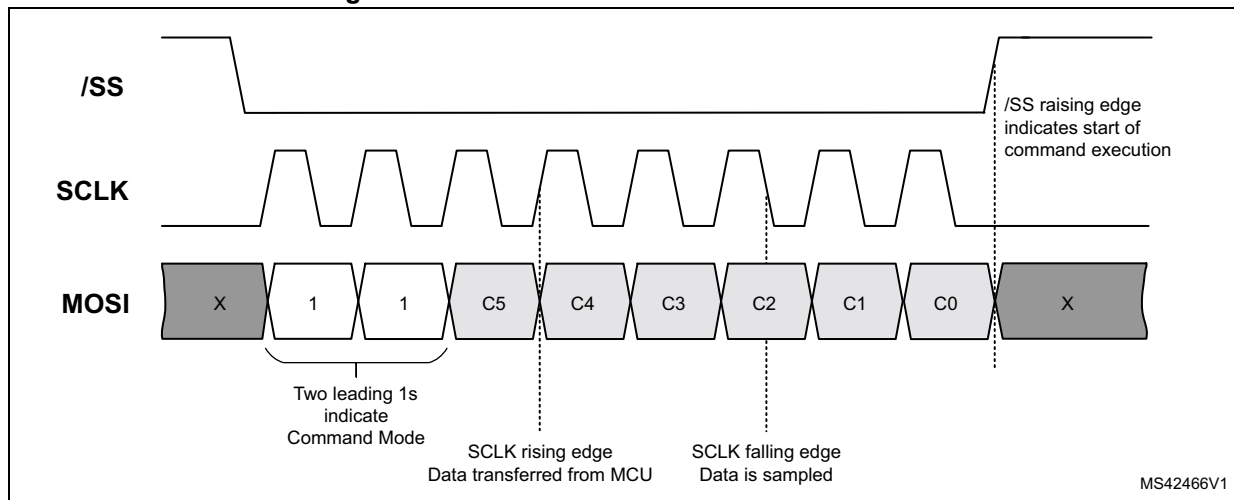 /SS
/SS raising edge
indicates start of
command execution
SCLK
MOSI
X 1 1 C5 C4 C3 C2 C1 C0 X
Two leading 1s
indicate
Command Mode
SCLK rising edge
Data transferred from MCU
SCLK falling edge
Data is sampled
MS42466V1